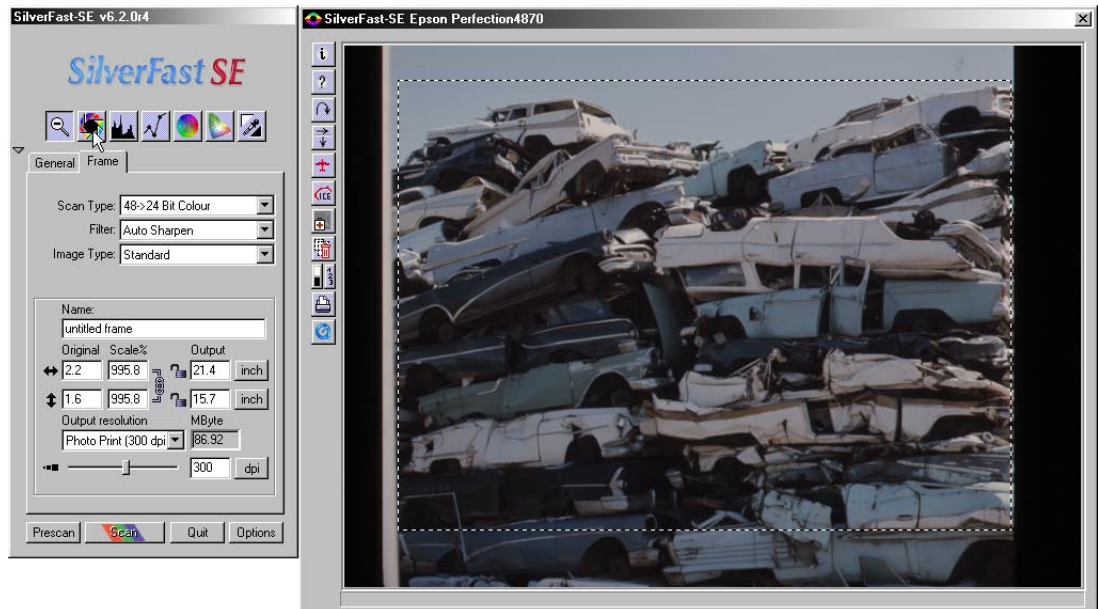 SilverFast-SE v6.2.0r4
SilverFast SE
General Frame
Scan Type: 48->24 Bit Colour
Filter: Auto Sharpen
Image Type: Standard
Name:
untitled frame
Original Scale% Output
2.2 995.8 21.4 inch
1.6 995.8 15.7 inch
Output resolution MByte
Photo Print (300 dpi 86.92
300 dpi
Prescan Scan Quit Options
SilverFast-SE Epson Perfection4870
i
?
ICE